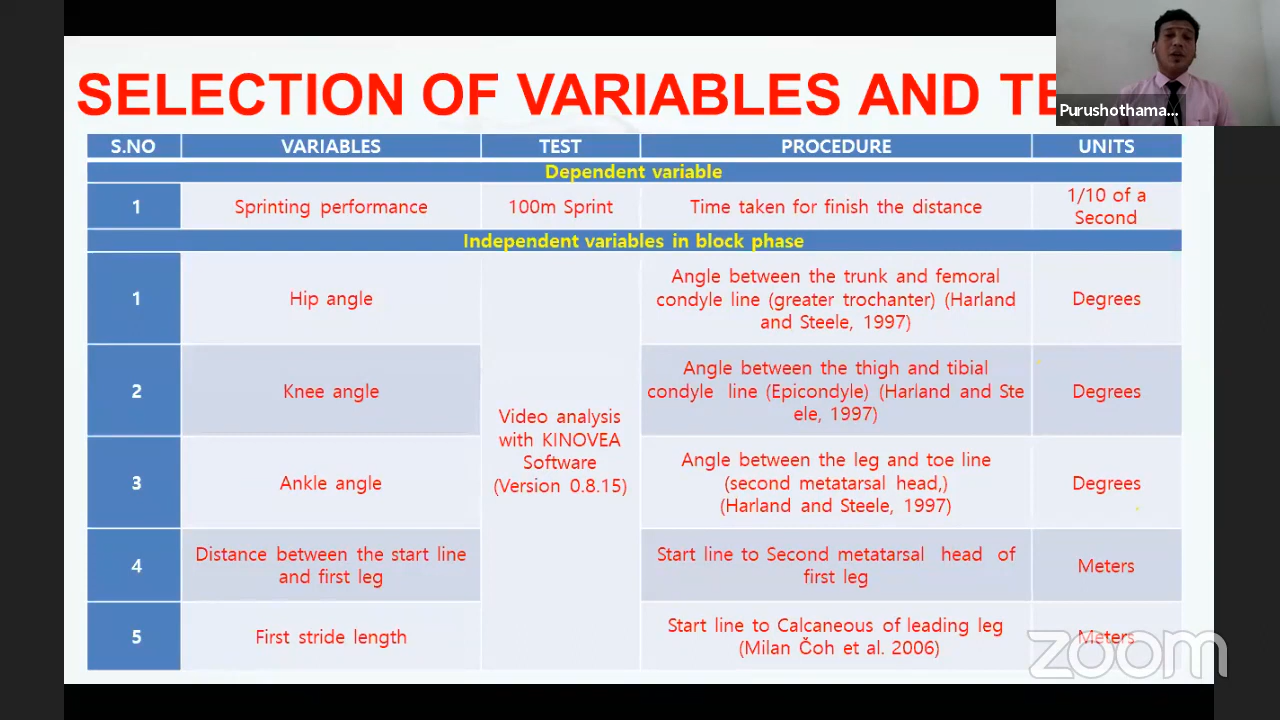 SELECTION OF VARIABLES AND TE
Purushothama...
S.NO VARIABLES TEST PROCEDURE UNITS
Dependent variable
1 Sprinting performance 100m Sprint Time taken for finish the distance 1/10 of a
Second
Independent variables in block phase
1 Hip angle Angle between the trunk and femoral
condyle line (greater trochanter) (Harland
and Steele, 1997)
Degrees
2 Knee angle Angle between the thigh and tibial
condyle line (Epicondyle) (Harland and Ste
ele, 1997)
Degrees
Video analysis
with KINOVEA
Software
(Version 0.8.15)
3 Ankle angle Angle between the leg and toe line
(second metatarsal head,)
(Harland and Steele, 1997)
Degrees
4 Distance between the start line
and first leg
Start line to Second metatarsal head of
first leg
Meters
5 First stride length Start line to Calcaneous of leading leg
(Milan Čoh et al. 2006)
Meters
zoom